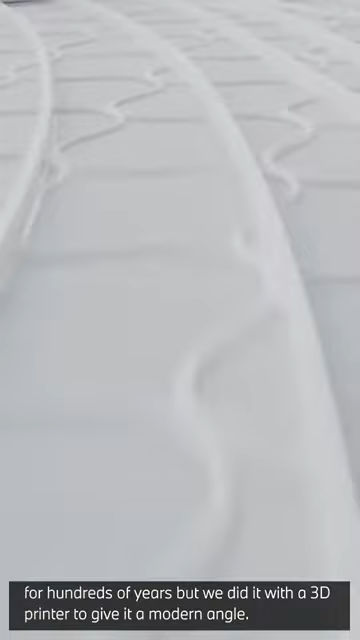 for hundreds of years but we did it with a 3D
printer to give it a modern angle.